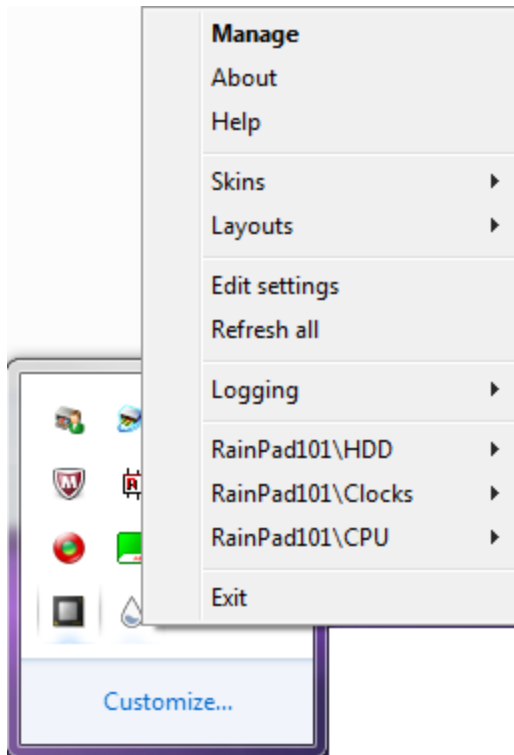 Manage
About
Help
Skins
Layouts
Edit settings
Refresh all
Logging
RainPad101\HDD
RainPad101\Clocks
RainPad101\CPU
Exit
Customize...